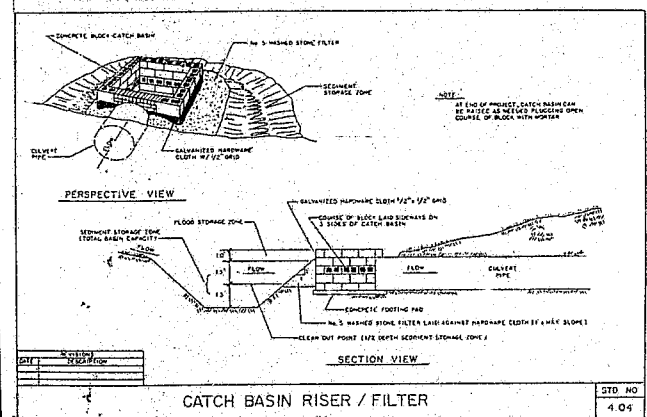 CONCRETE BLOCK CATCH BASIN
No. 5 WASHED STONE FILTER
SEDIMENT
STORAGE ZONE
NOTE:
AT END OF PROJECT, CATCH BASIN CAN
BE RAISED AS NEEDED PLUGGING OPEN
COURSE OF BLOCK WITH MORTAR
CULVERT
PIPE
FLOW
GALVANIZED HARDWARE
CLOTH W/ 1/2" GRID
PERSPECTIVE VIEW
GALVANIZED HARDWARE CLOTH 1/2" x 1/2" GRID
COURSE OF BLOCK LAID SIDEWAYS ON
3 SIDES OF CATCH BASIN
FLOOD STORAGE ZONE
SEDIMENT STORAGE ZONE
(TOTAL BASIN CAPACITY)
FLOW
FLOW
FLOW
CULVERT
PIPE
CONCRETE FOOTING PAD
No. 5 WASHED STONE FILTER LAID AGAINST HARDWARE CLOTH MAX SLOPE)
CLEAN OUT POINT (1/2 DEPTH SEDIMENT STORAGE ZONE)
SECTION VIEW
REVISIONS
DATE DESCRIPTION
CATCH BASIN RISER / FILTER
STD NO
4.04